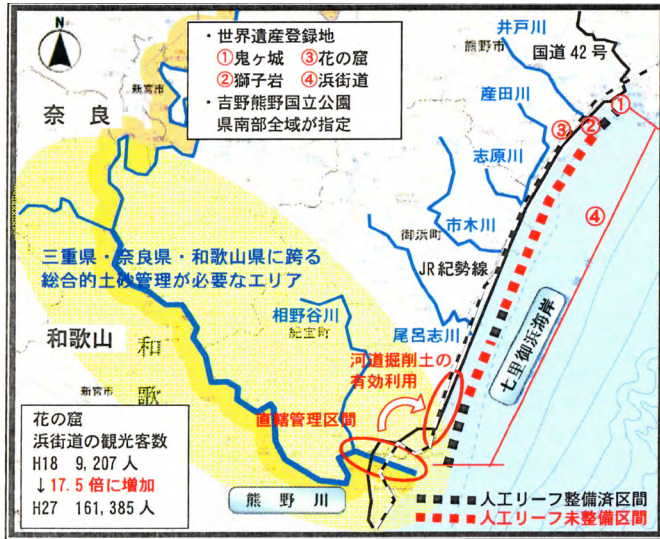 N
・世界遺産登録地
①鬼ヶ城 ③花の窟
②獅子岩 ④浜街道
・吉野熊野国立公園
県南部全域が指定
井戸川
熊野市
国道42号
産田川
①
②
③
新宮市
奈良
志原川
④
市木川
御浜町
JR紀勢線
三重県・奈良県・和歌山県に跨る
総合的土砂管理が必要なエリア
相野谷川
紀宝町
尾呂志川
七里御浜海岸
和歌山
和
歌
新宮市
河道掘削土の
有効利用
直轄管理区間
花の窟
浜街道の観光客数
H18 9,207人
↓17.5倍に増加
H27 161,385人
熊野川
人工リーフ整備済区間
人工リーフ未整備区間